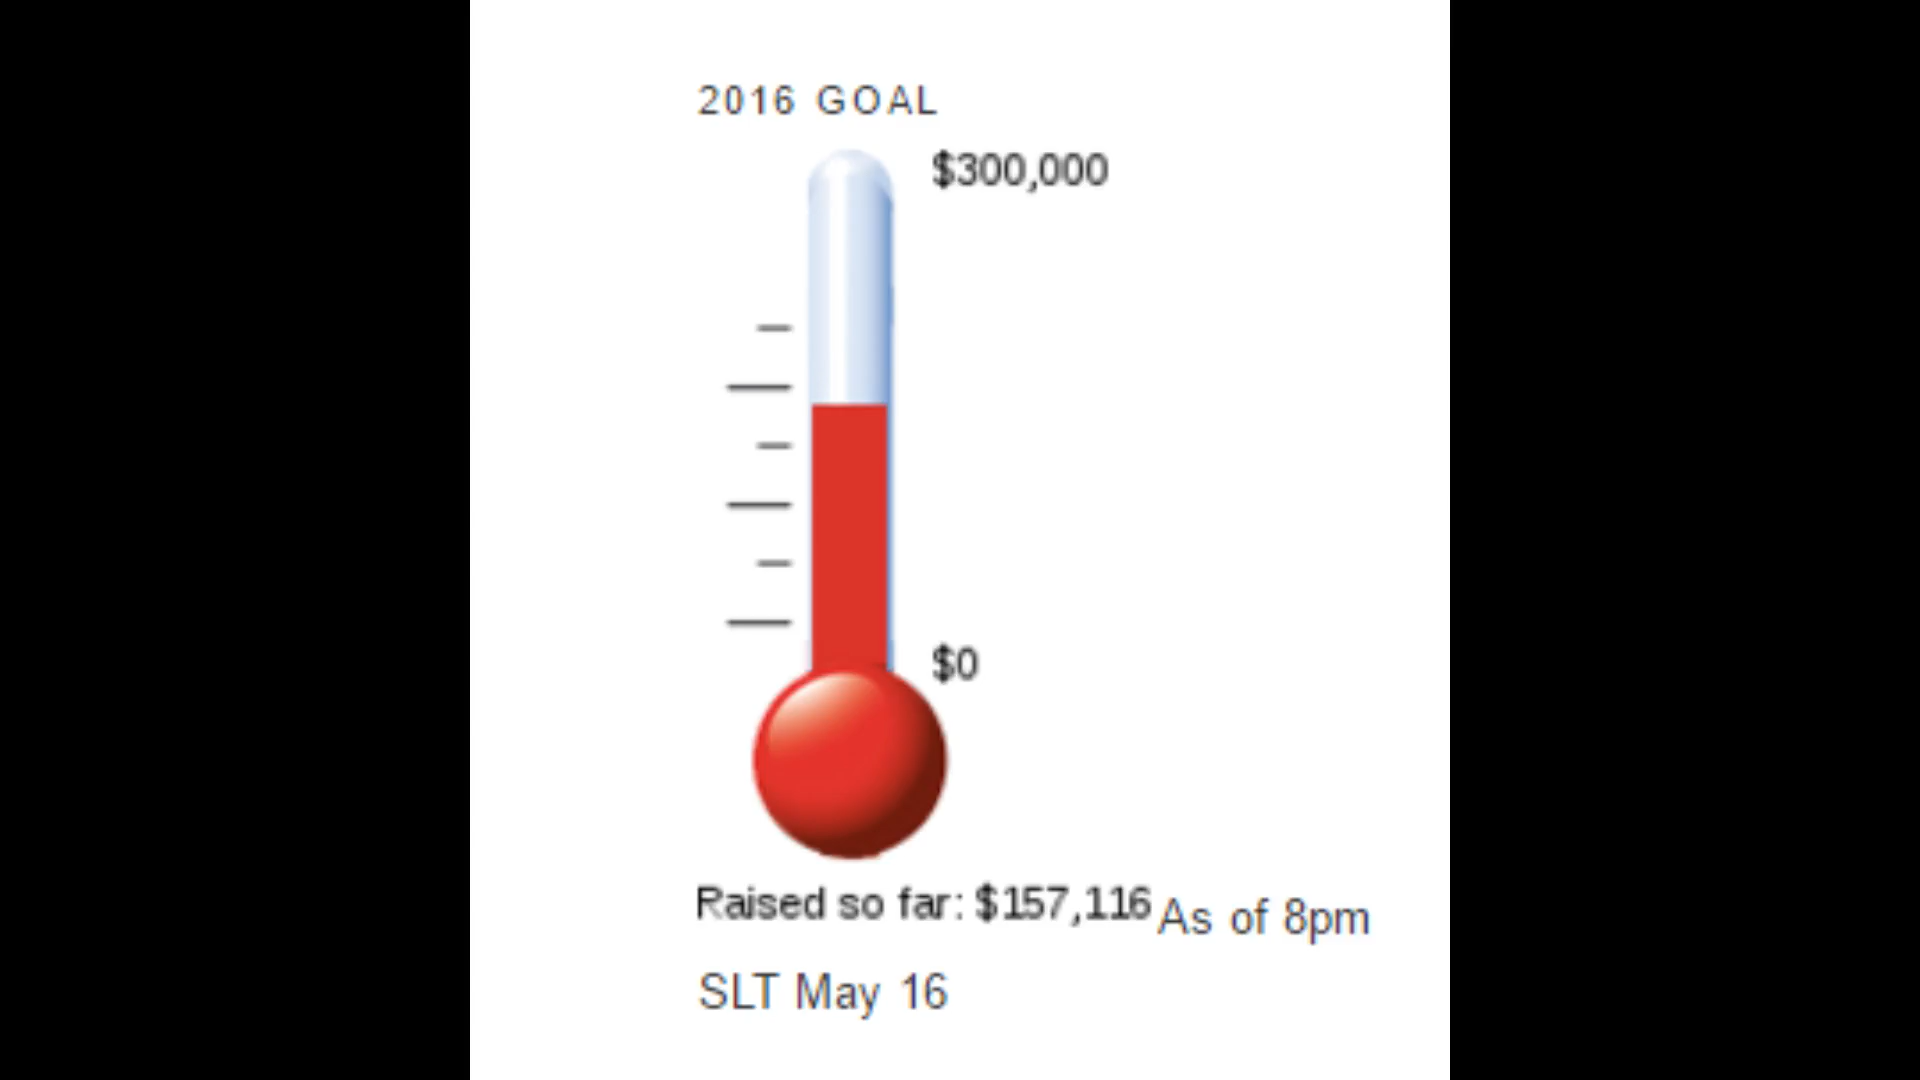 2016 GOAL
$300,000
$0
Raised so far: $157,116 As of 8pm
SLT May 16